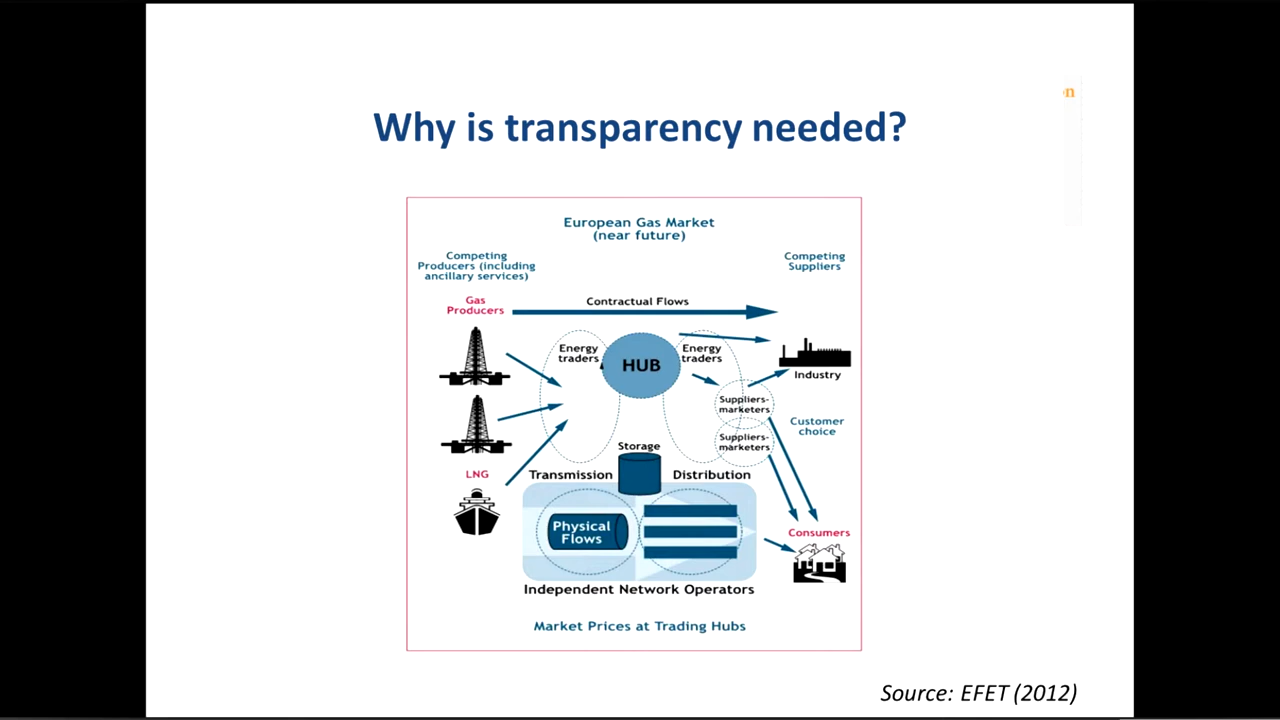 Why is transparency needed?
European Gas Market
(near future)
Competing
Producers (including
ancillary services)
Competing
Suppliers
Gas
Producers
Contractual Flows
Energy
traders
HUB
Energy
traders
Industry
Suppliers-
marketers
Customer
choice
Suppliers-
marketers
Storage
LNG
Transmission
Distribution
Physical
Flows
Consumers
Independent Network Operators
Market Prices at Trading Hubs
Source: EFET (2012)